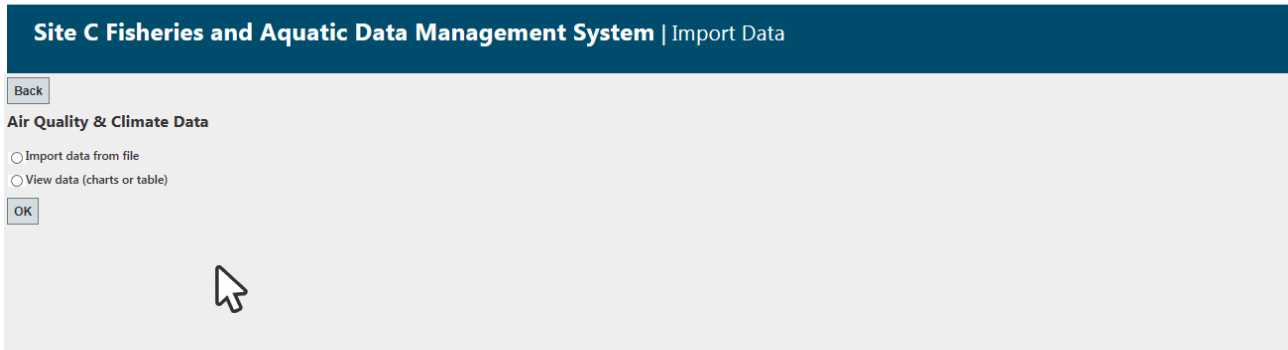 Site C Fisheries and Aquatic Data Management System | Import Data
Back
Air Quality & Climate Data
Import data from file
View data (charts or table)
OK